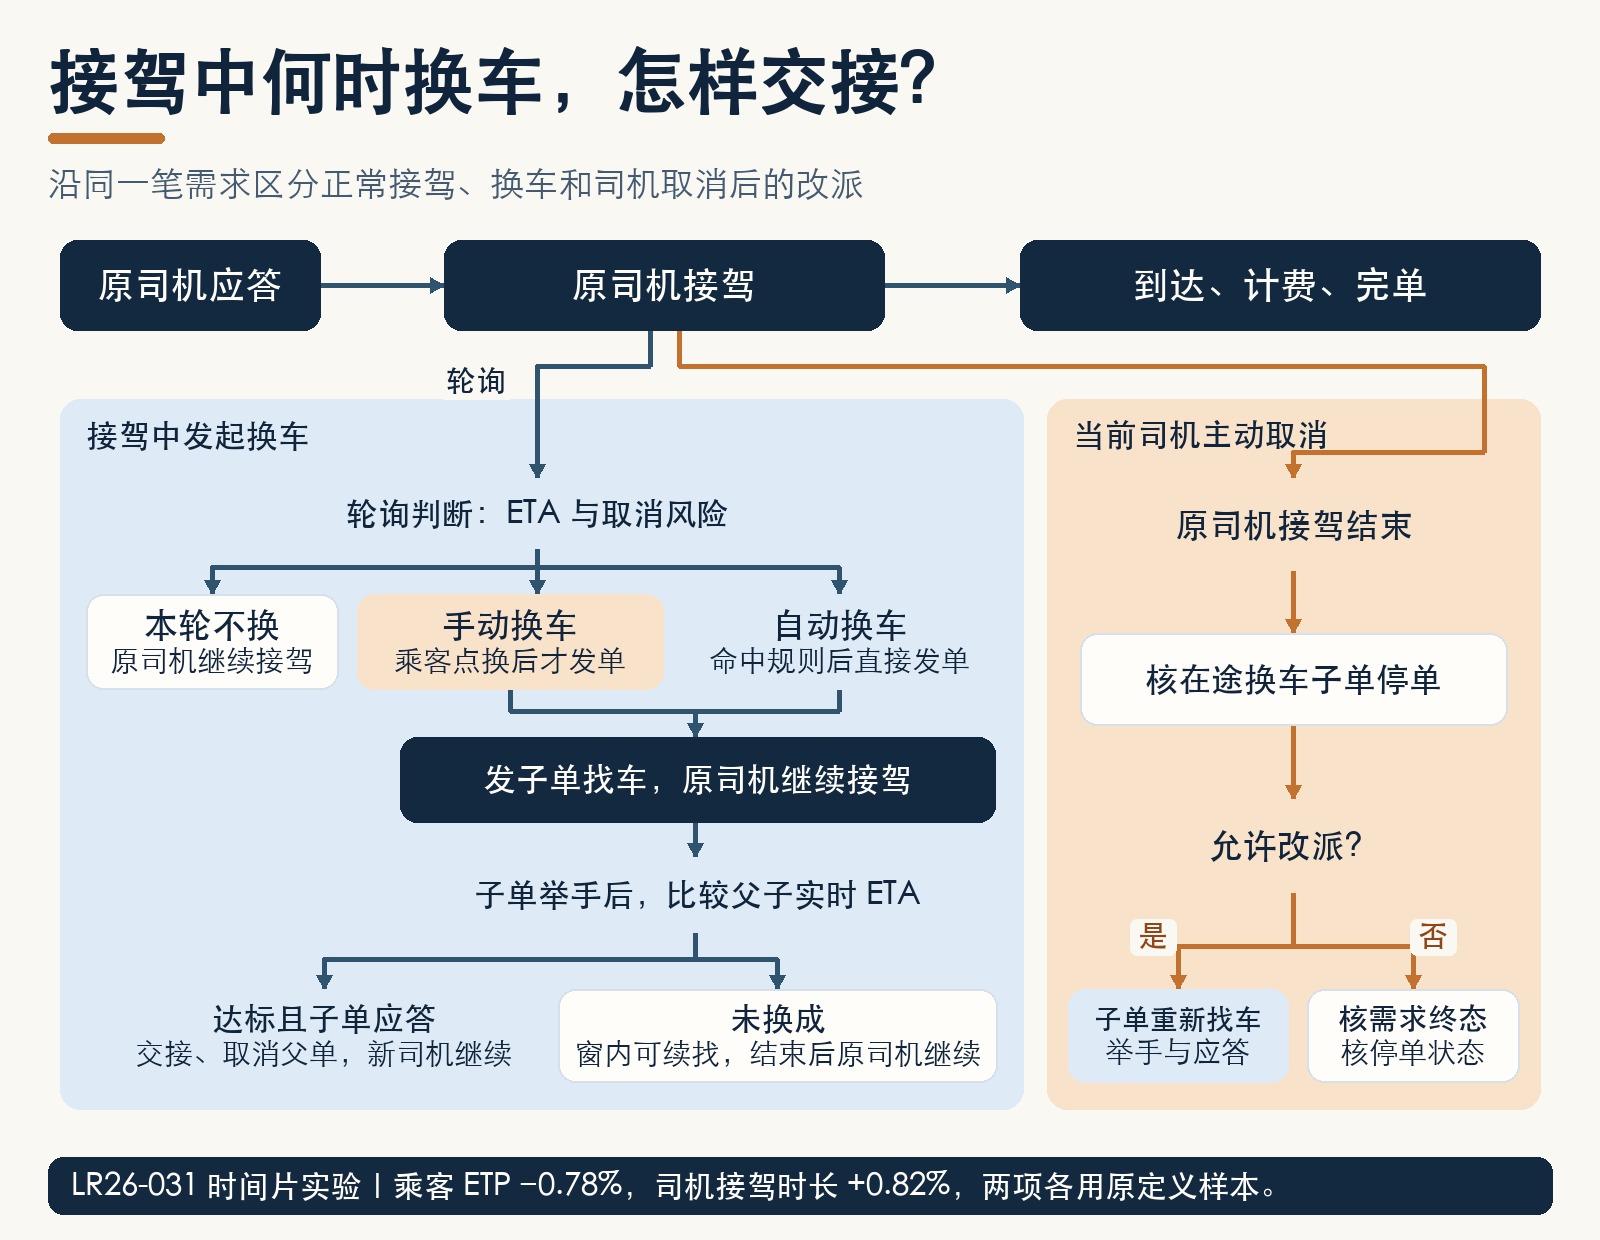 接驾中何时换车，怎样交接？
沿同一笔需求区分正常接驾、换车和司机取消后的改派
原司机应答
原司机接驾
到达、计费、完单
轮询
接驾中发起换车
轮询判断：ETA 与取消风险
本轮不换
原司机继续接驾
手动换车
乘客点换后才发单
自动换车
命中规则后直接发单
发子单找车，原司机继续接驾
子单举手后，比较父子实时 ETA
达标且子单应答
交接、取消父单，新司机继续
未换成
窗内可续找，结束后原司机继续
当前司机主动取消
原司机接驾结束
核在途换车子单停单
允许改派？
是
否
子单重新找车
举手与应答
核需求终态
核停单状态
LR26-031 时间片实验｜乘客 ETP −0.78%，司机接驾时长 +0.82%，两项各用原定义样本。